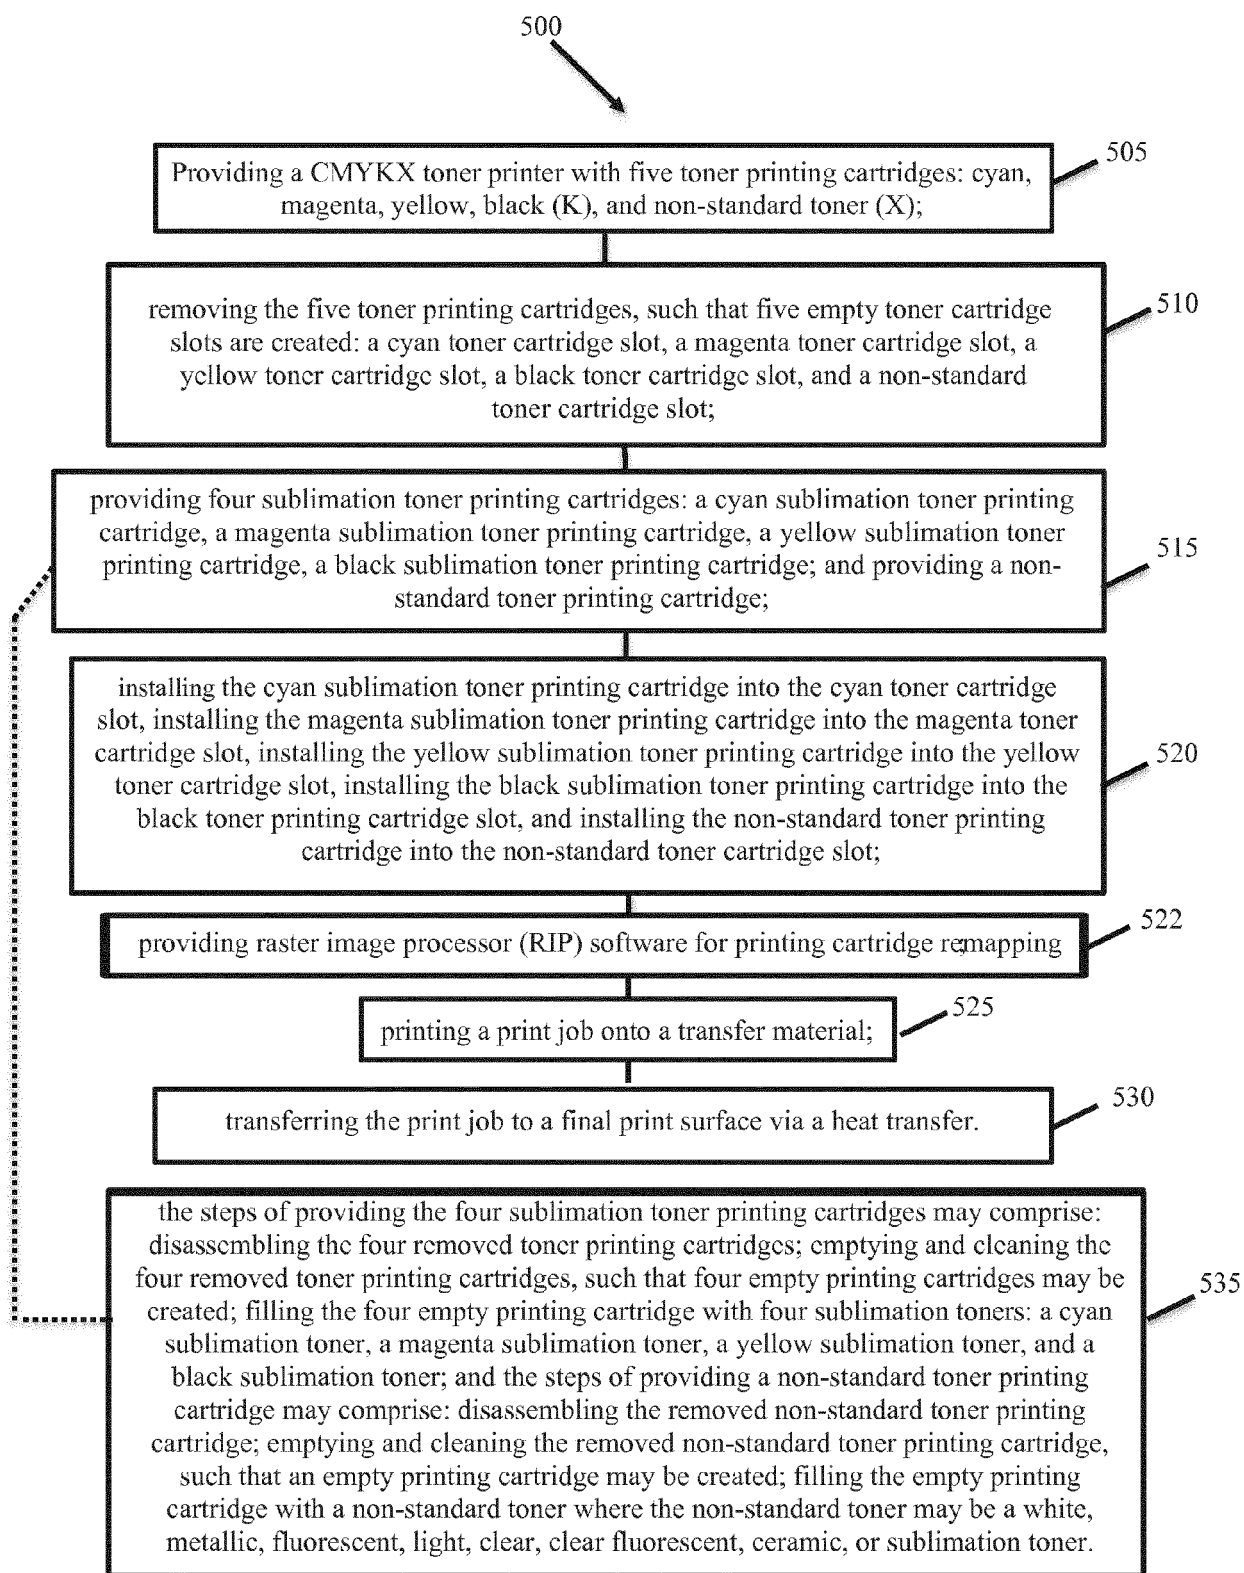 500
505
Providing a CMYKX toner printer with five toner printing cartridges: cyan,
magenta, yellow, black (K), and non-standard toner (X);
510
removing the five toner printing cartridges, such that five empty toner cartridge
slots are created: a cyan toner cartridge slot, a magenta toner cartridge slot, a
yellow toner cartridge slot, a black toner cartridge slot, and a non-standard
toner cartridge slot;
515
providing four sublimation toner printing cartridges: a cyan sublimation toner printing
cartridge, a magenta sublimation toner printing cartridge, a yellow sublimation toner
printing cartridge, a black sublimation toner printing cartridge; and providing a non-
standard toner printing cartridge;
520
installing the cyan sublimation toner printing cartridge into the cyan toner cartridge
slot, installing the magenta sublimation toner printing cartridge into the magenta toner
cartridge slot, installing the yellow sublimation toner printing cartridge into the yellow
toner cartridge slot, installing the black sublimation toner printing cartridge into the
black toner printing cartridge slot, and installing the non-standard toner printing
cartridge into the non-standard toner cartridge slot;
522
providing raster image processor (RIP) software for printing cartridge remapping
525
printing a print job onto a transfer material;
530
transferring the print job to a final print surface via a heat transfer.
535
the steps of providing the four sublimation toner printing cartridges may comprise:
disassembling the four removed toner printing cartridges; emptying and cleaning the
four removed toner printing cartridges, such that four empty printing cartridges may be
created; filling the four empty printing cartridge with four sublimation toners: a cyan
sublimation toner, a magenta sublimation toner, a yellow sublimation toner, and a
black sublimation toner; and the steps of providing a non-standard toner printing
cartridge may comprise: disassembling the removed non-standard toner printing
cartridge; emptying and cleaning the removed non-standard toner printing cartridge,
such that an empty printing cartridge may be created; filling the empty printing
cartridge with a non-standard toner where the non-standard toner may be a white,
metallic, fluorescent, light, clear, clear fluorescent, ceramic, or sublimation toner.